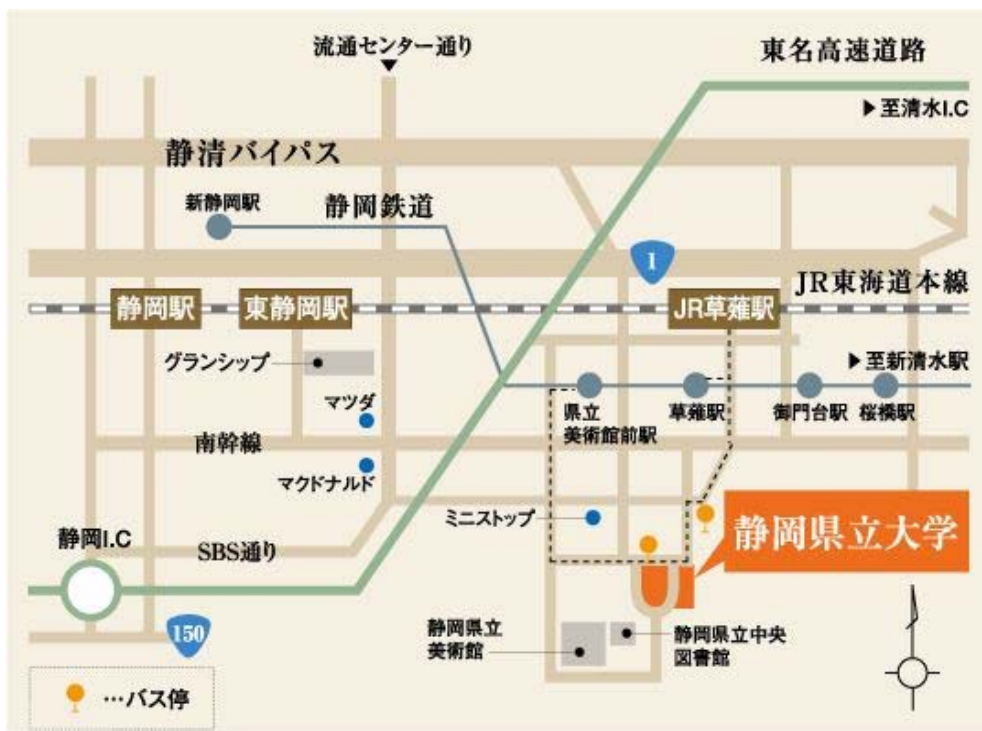 流通センター通り
東名高速道路
▶至清水I.C
静清バイパス
新静岡駅
静岡鉄道
1
JR東海道本線
静岡駅
東静岡駅
JR草薙駅
グランシップ
▶至新清水駅
マツダ
県立
美術館前駅
草薙駅
御門台駅
桜橋駅
南幹線
マクドナルド
ミニストップ
静岡県立大学
静岡I.C
SBS通り
150
静岡県立
美術館
静岡県立中央
図書館
…バス停